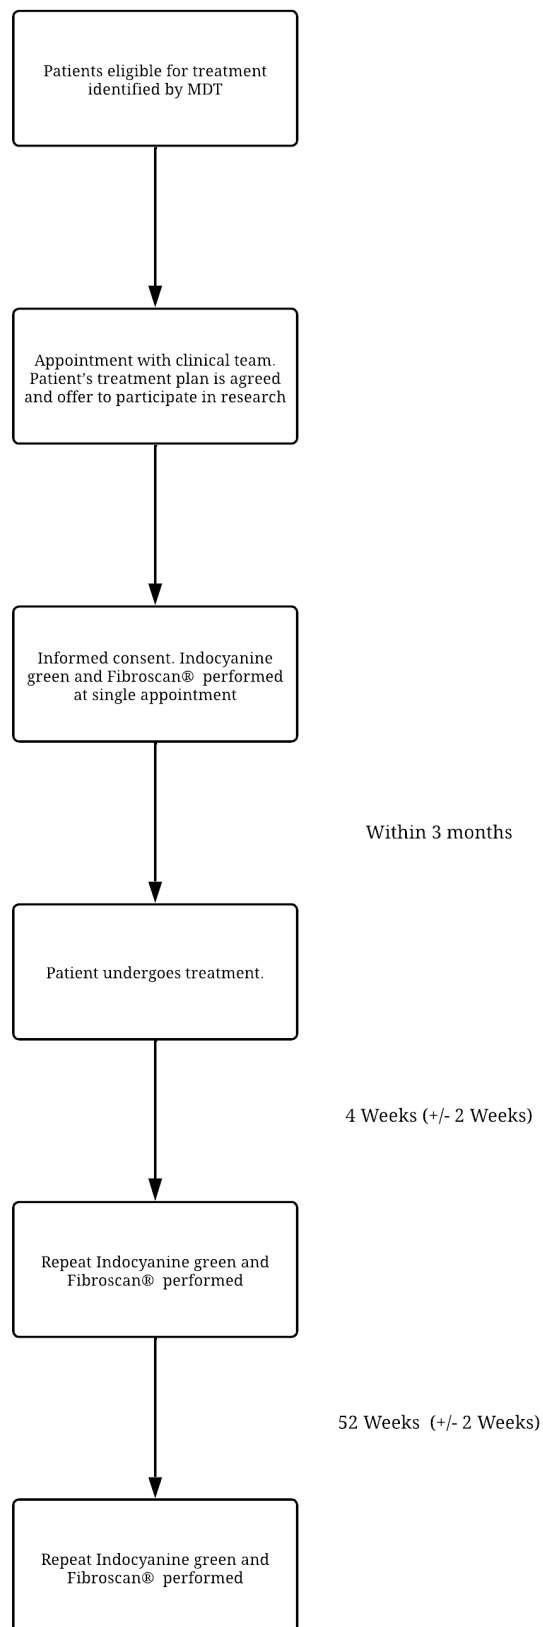 Patients eligible for treatment
identified by MDT
Appointment with clinical team.
Patient’s treatment plan is agreed
and offer to participate in research
Informed consent. Indocyanine
green and Fibroscan®  performed
at single appointment
Within 3 months
Patient undergoes treatment.
4 Weeks (+/- 2 Weeks)
Repeat Indocyanine green and
Fibroscan®  performed
52 Weeks  (+/- 2 Weeks)
Repeat Indocyanine green and
Fibroscan®  performed